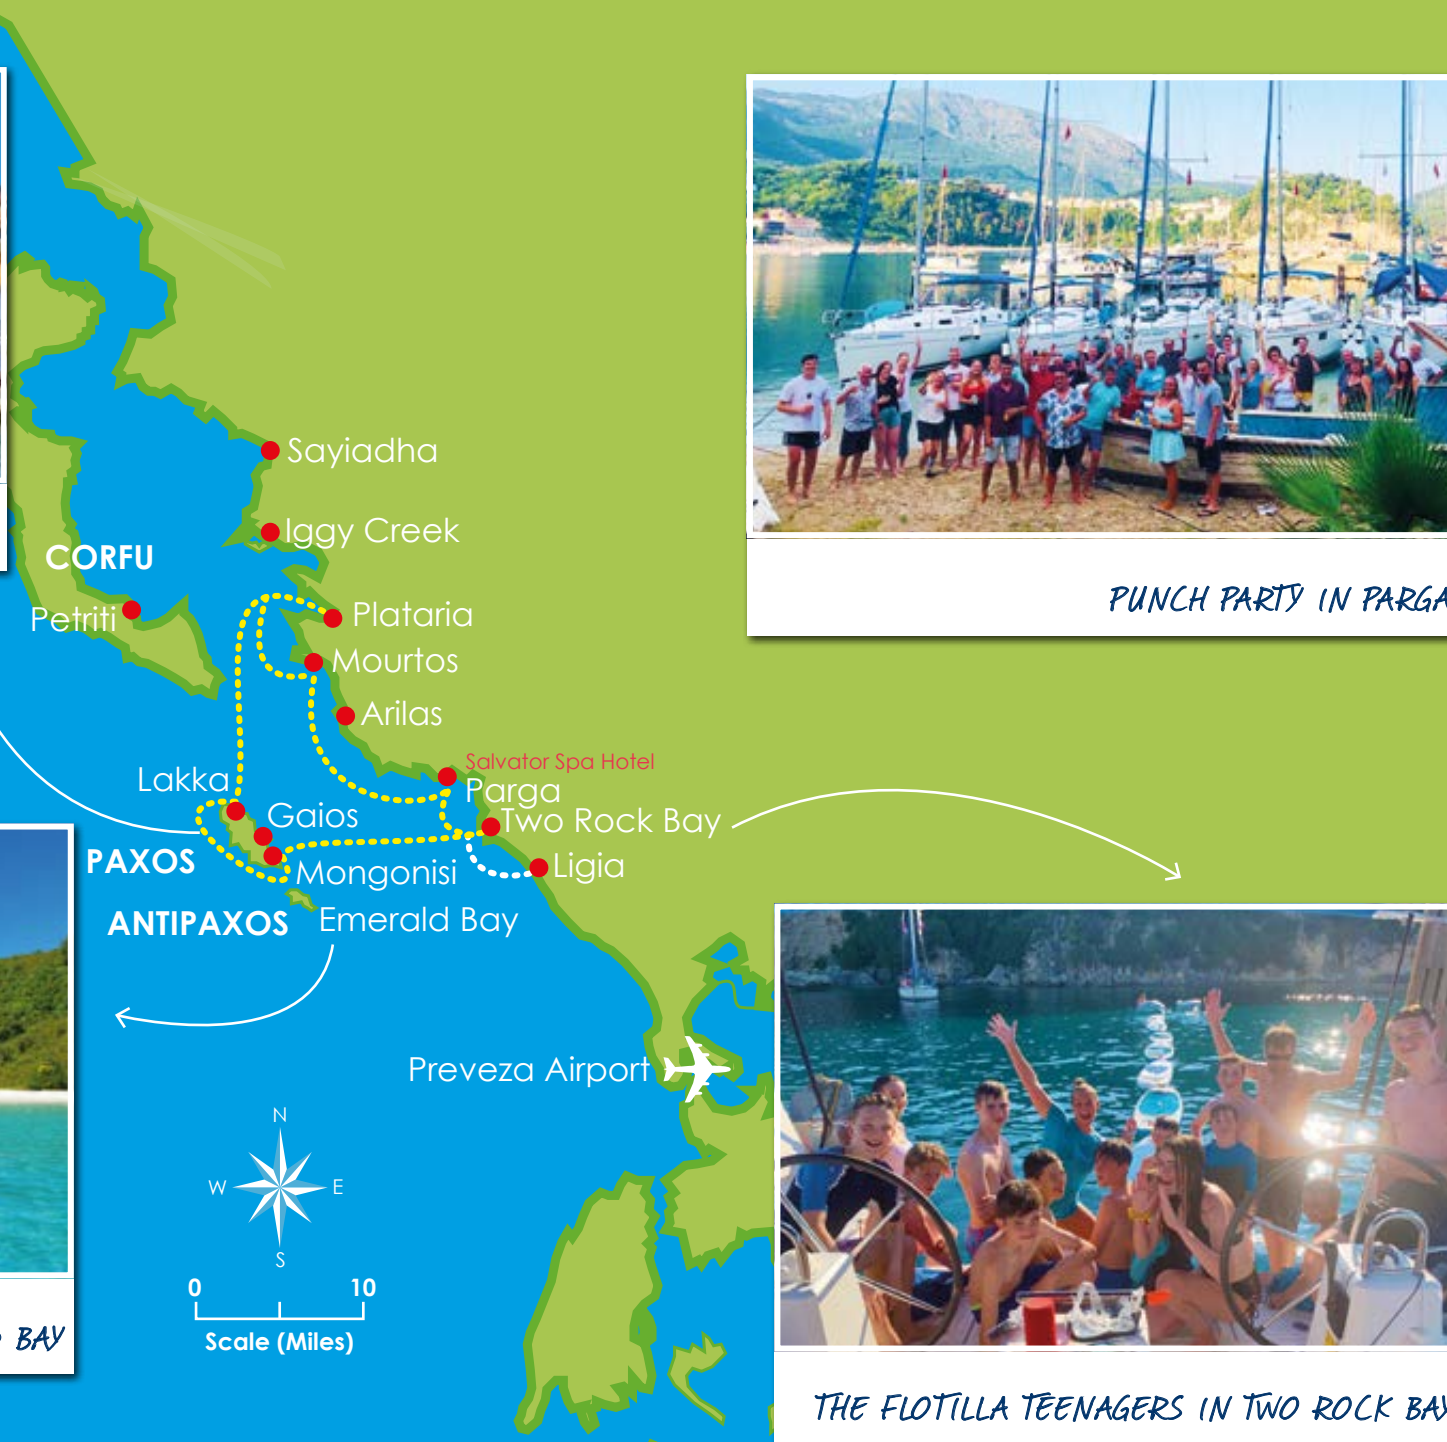 Sayiadha
Iggy Creek
CORFU
Petriti
Plataria
Mourtos
Arilas
Salvator Spa Hotel
Parga
Lakka
Gaios
Two Rock Bay
PAXOS
Mongonisi
Ligia
ANTIPAXOS
Emerald Bay
Preveza Airport
N
W
E
S
0
10
Scale (Miles)
BAY
PUNCH PARTY IN PARGA
THE FLOTILLA TEENAGERS IN TWO ROCK BAY